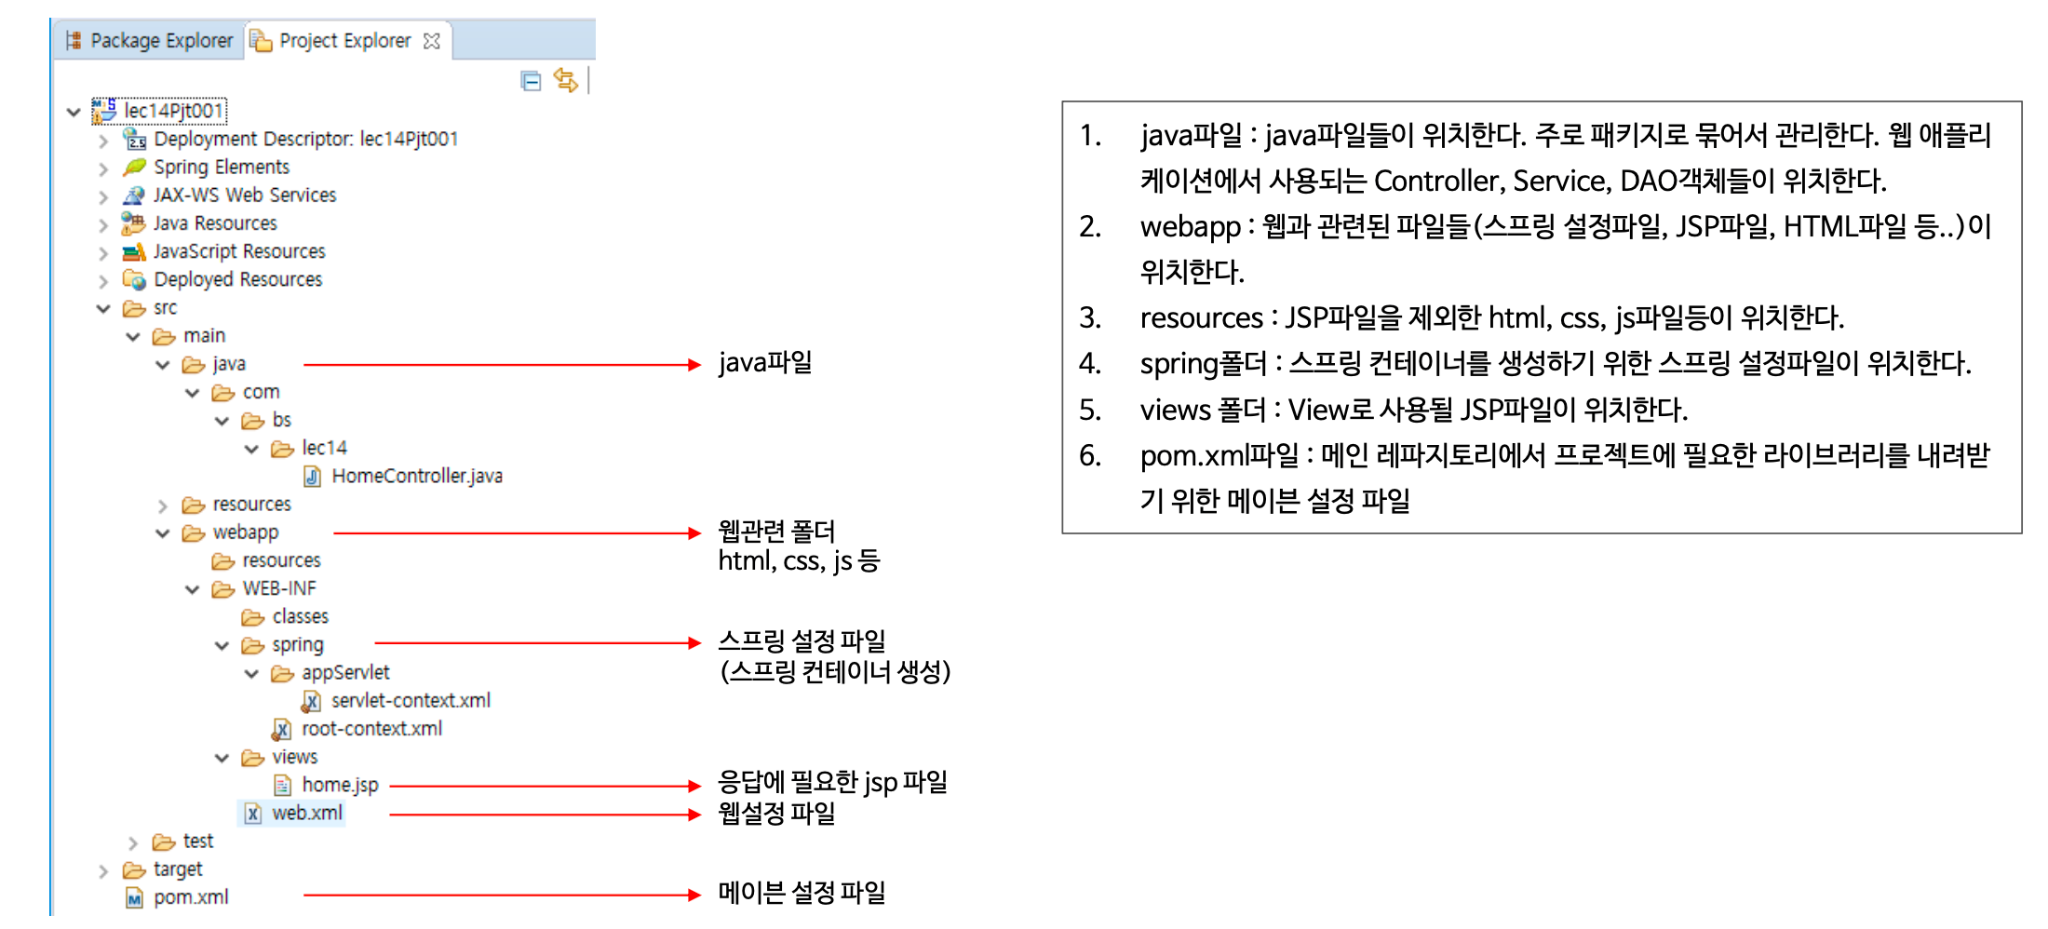 Package Explorer
Project Explorer
lec14Pjt001
Deployment Descriptor: lec14Pjt001
Spring Elements
JAX-WS Web Services
Java Resources
JavaScript Resources
Deployed Resources
src
main
java
com
bs
lec14
HomeController.java
resources
webapp
resources
WEB-INF
classes
spring
appServlet
servlet-context.xml
root-context.xml
views
home.jsp
web.xml
test
target
pom.xml
java파일
웹관련 폴더
html, css, js 등
스프링 설정 파일
(스프링 컨테이너 생성)
응답에 필요한 jsp 파일
웹설정 파일
메이븐 설정 파일
1. java파일 : java파일들이 위치한다. 주로 패키지로 묶어서 관리한다. 웹 애플리
케이션에서 사용되는 Controller, Service, DAO객체들이 위치한다.
2. webapp : 웹과 관련된 파일들(스프링 설정파일, JSP파일, HTML파일 등..)이
위치한다.
3. resources : JSP파일을 제외한 html, css, js파일등이 위치한다.
4. spring폴더 : 스프링 컨테이너를 생성하기 위한 스프링 설정파일이 위치한다.
5. views 폴더 : View로 사용될 JSP파일이 위치한다.
6. pom.xml파일 : 메인 레파지토리에서 프로젝트에 필요한 라이브러리를 내려받
기 위한 메이븐 설정 파일